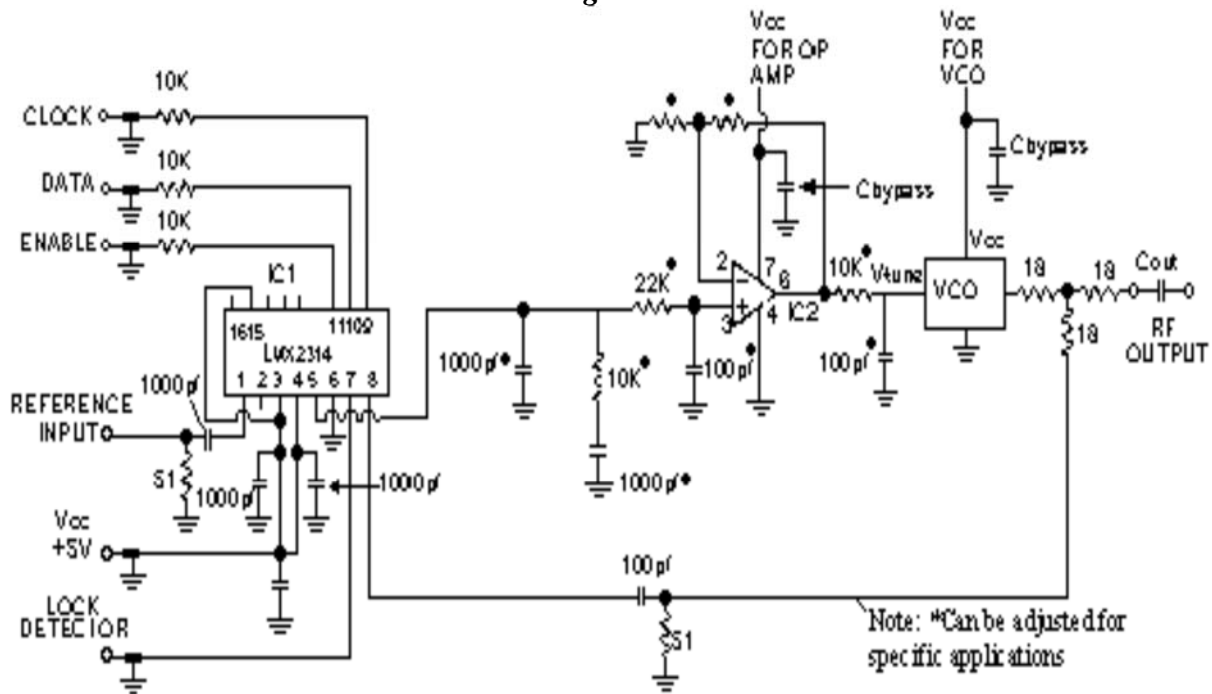 Vcc
FOR OP
AMP
Vcc
FOR
VCO
10K
CLOCK
10K
DATA
10K
ENABLE
Cbypass
Cbypass
IC1
1615
11109
LMX2314
1 2 3 4 5 6 7 8
22K*
2
7
6
3
4
IC2
10K*
Vtune
Vcc
VCO
18
18
18
Cout
RF
OUTPUT
1000pf
1000pf*
10K*
100pf*
100pf*
1000pf*
REFERENCE
INPUT
51
1000pf
1000pf
Vcc
+5V
100pf
51
LOCK
DETECTOR
Note: *Can be adjusted for
specific applications